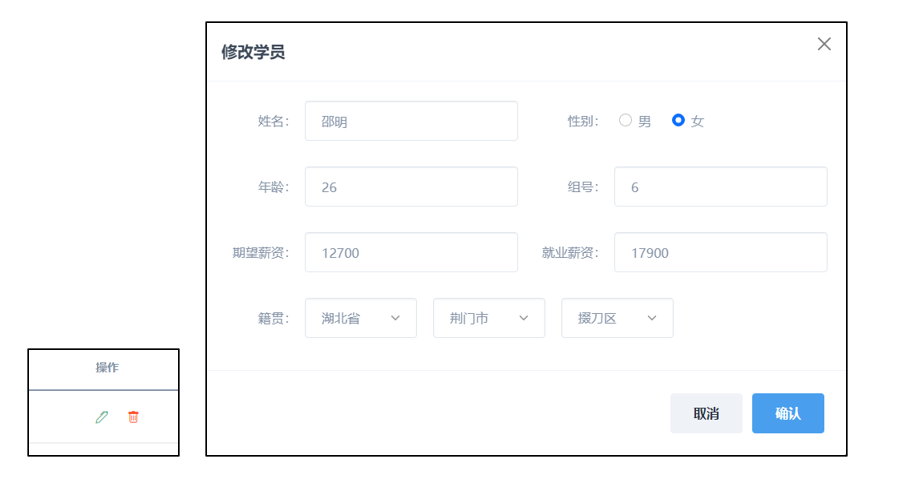 修改学员
姓名： 邵明 性别： 男 女
年龄： 26 组号： 6
期望薪资： 12700 就业薪资： 17900
籍贯： 湖北省 荆门市 掇刀区
操作
取消 确认